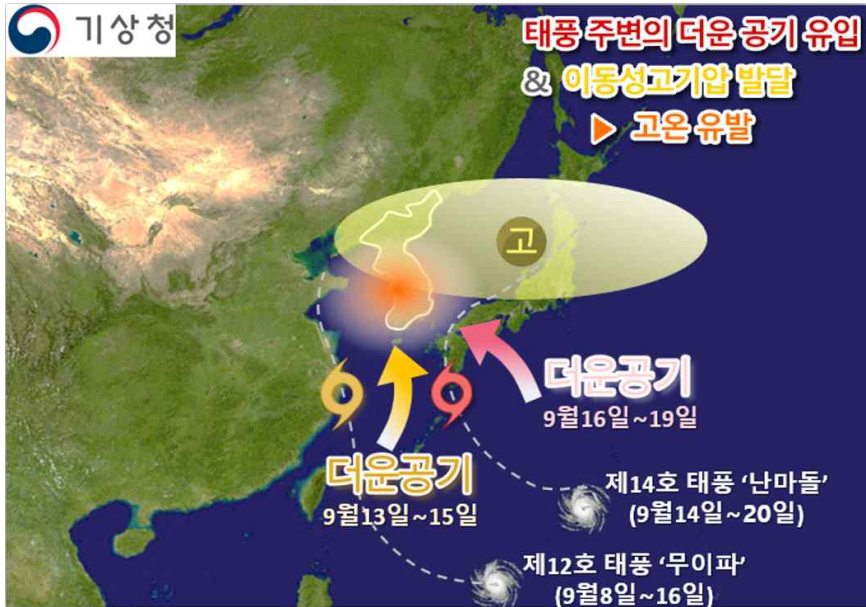 기상청
태풍 주변의 더운 공기 유입
& 이동성고기압 발달
▶ 고온 유발
고
더운공기
9월16일~19일
더운공기
9월13일~15일
제14호 태풍 ‘난마돌’
(9월14일~20일)
제12호 태풍 ‘무이파’
(9월8일~16일)